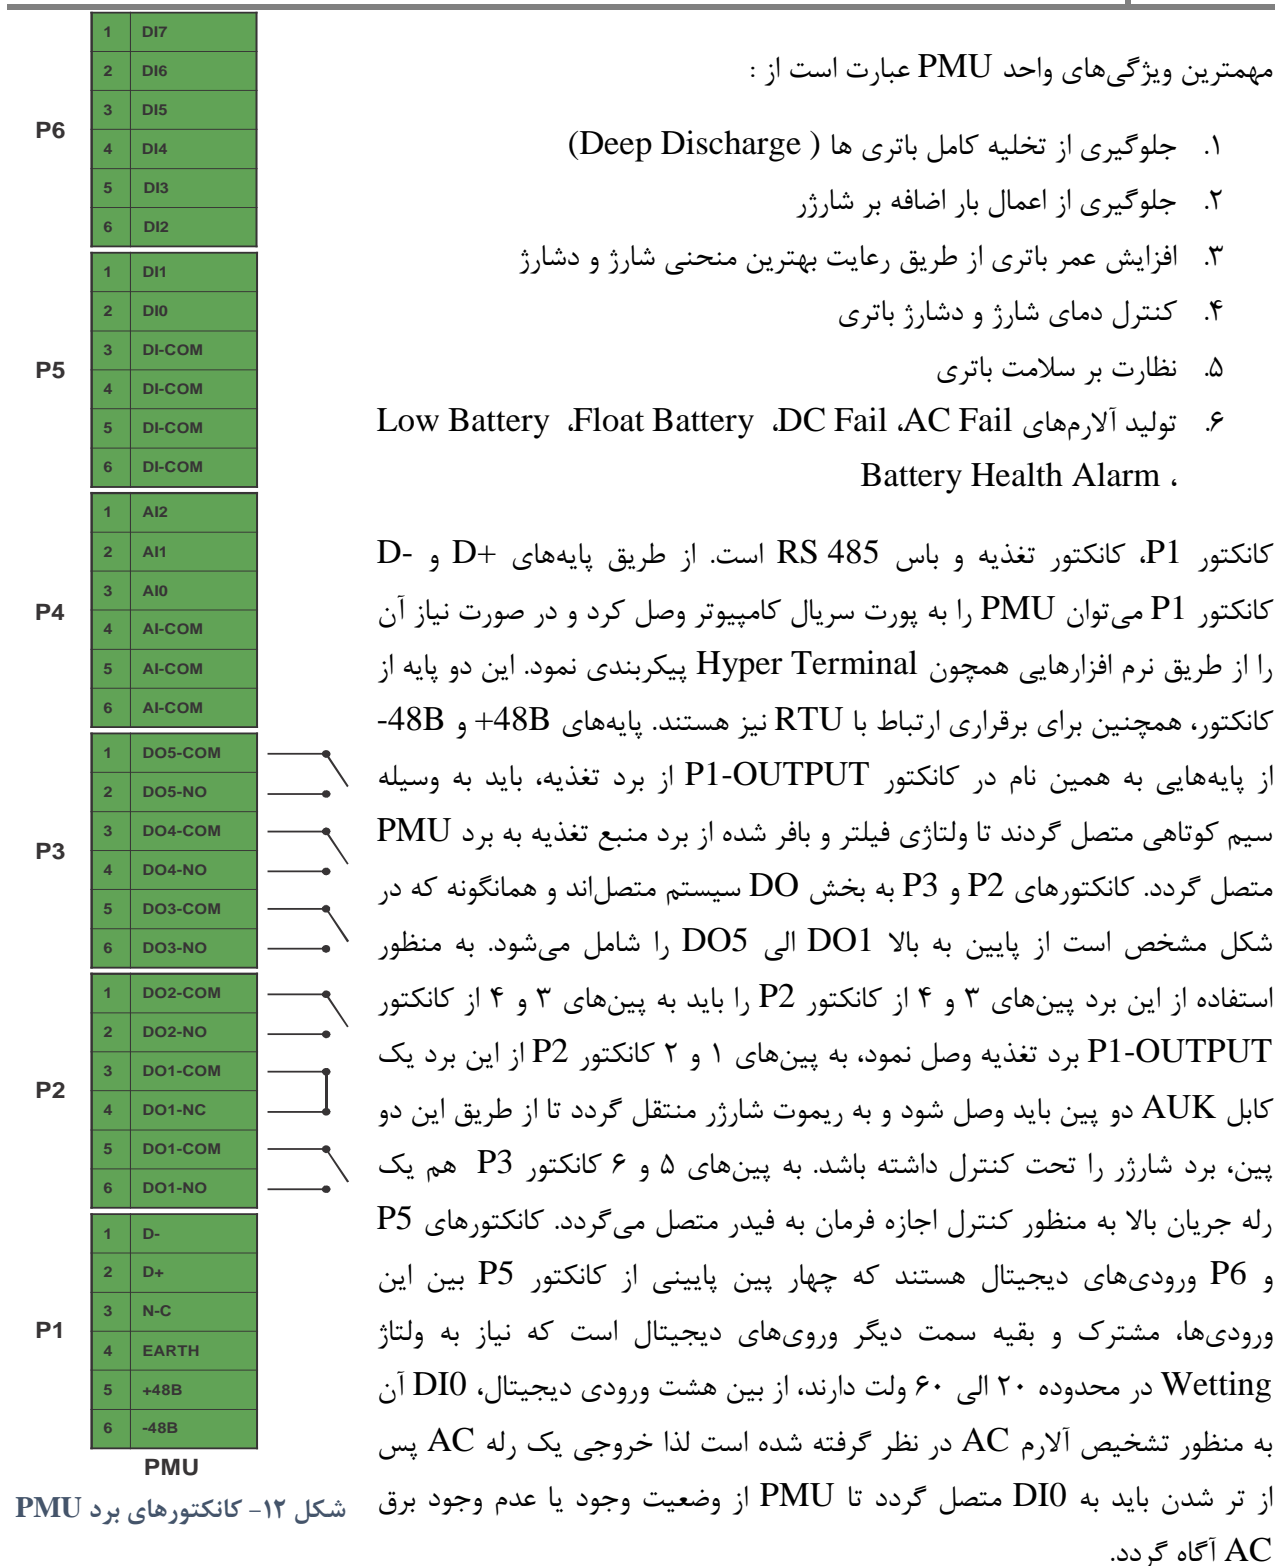 مهمترین ویژگی‌های واحد PMU عبارت است از :
۱. جلوگیری از تخلیه کامل باتری ها ( Deep Discharge)
۲. جلوگیری از اعمال بار اضافه بر شارژر
۳. افزایش عمر باتری از طریق رعایت بهترین منحنی شارژ و دشارژ
۴. کنترل دمای شارژ و دشارژ باتری
۵. نظارت بر سلامت باتری
۶. تولید آلارم‌های AC Fail، DC Fail، Float Battery، Low Battery
، Battery Health Alarm
کانکتور P1، کانکتور تغذیه و باس RS 485 است. از طریق پایه‌های D+ و D-
کانکتور P1 می‌توان PMU را به پورت سریال کامپیوتر وصل کرد و در صورت نیاز آن
را از طریق نرم افزارهایی همچون Hyper Terminal پیکربندی نمود. این دو پایه از
کانکتور، همچنین برای برقراری ارتباط با RTU نیز هستند. پایه‌های +48B و -48B
از پایه‌هایی به همین نام در کانکتور P1-OUTPUT از برد تغذیه، باید به وسیله
سیم کوتاهی متصل گردند تا ولتاژی فیلتر و بافر شده از برد منبع تغذیه به برد PMU
متصل گردد. کانکتورهای P2 و P3 به بخش DO سیستم متصل‌اند و همانگونه که در
شکل مشخص است از پایین به بالا DO1 الی DO5 را شامل می‌شود. به منظور
استفاده از این برد پین‌های ۳ و ۴ از کانکتور P2 را باید به پین‌های ۳ و ۴ از کانکتور
P1-OUTPUT برد تغذیه وصل نمود، به پین‌های ۱ و ۲ کانکتور P2 از این برد یک
کابل AUK دو پین باید وصل شود و به ریموت شارژر منتقل گردد تا از طریق این دو
پین، برد شارژر را تحت کنترل داشته باشد. به پین‌های ۵ و ۶ کانکتور P3 هم یک
رله جریان بالا به منظور کنترل اجازه فرمان به فیدر متصل می‌گردد. کانکتورهای P5
و P6 ورودی‌های دیجیتال هستند که چهار پین پایینی از کانکتور P5 بین این
ورودی‌ها، مشترک و بقیه سمت دیگر وروی‌های دیجیتال است که نیاز به ولتاژ
Wetting در محدوده ۲۰ الی ۶۰ ولت دارند، از بین هشت ورودی دیجیتال، DI0 آن
به منظور تشخیص آلارم AC در نظر گرفته شده است لذا خروجی یک رله AC پس
از تر شدن باید به DI0 متصل گردد تا PMU از وضعیت وجود یا عدم وجود برق
AC آگاه گردد.
P6
1 DI7
2 DI6
3 DI5
4 DI4
5 DI3
6 DI2
P5
1 DI1
2 DI0
3 DI-COM
4 DI-COM
5 DI-COM
6 DI-COM
P4
1 AI2
2 AI1
3 AI0
4 AI-COM
5 AI-COM
6 AI-COM
P3
1 DO5-COM
2 DO5-NO
3 DO4-COM
4 DO4-NO
5 DO3-COM
6 DO3-NO
P2
1 DO2-COM
2 DO2-NO
3 DO1-COM
4 DO1-NC
5 DO1-COM
6 DO1-NO
P1
1 D-
2 D+
3 N-C
4 EARTH
5 +48B
6 -48B
PMU
شکل ۱۲- کانکتورهای برد PMU